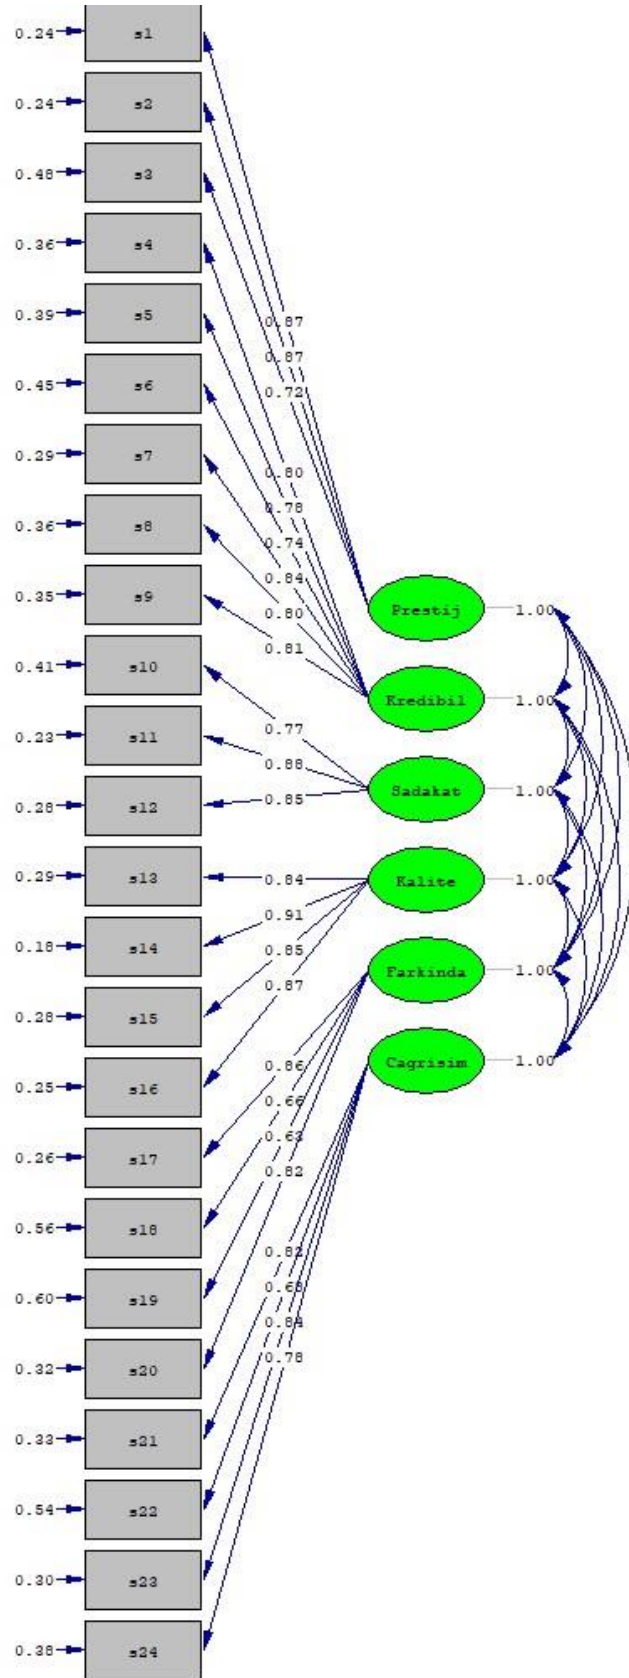 0.24 s1
0.24 s2
0.48 s3
0.36 s4
0.39 s5
0.45 s6
0.29 s7
0.36 s8
0.35 s9
0.41 s10
0.23 s11
0.28 s12
0.29 s13
0.18 s14
0.28 s15
0.25 s16
0.26 s17
0.56 s18
0.60 s19
0.32 s20
0.33 s21
0.54 s22
0.30 s23
0.38 s24
0.87
0.87
0.72
0.80
0.78
0.74
0.84
0.80
0.81
0.77
0.88
0.85
0.84
0.91
0.85
0.87
0.86
0.66
0.63
0.82
0.82
0.68
0.84
0.78
Prestij 1.00
Kredibil 1.00
Sadakat 1.00
Kalite 1.00
Farkinda 1.00
Cagrisim 1.00